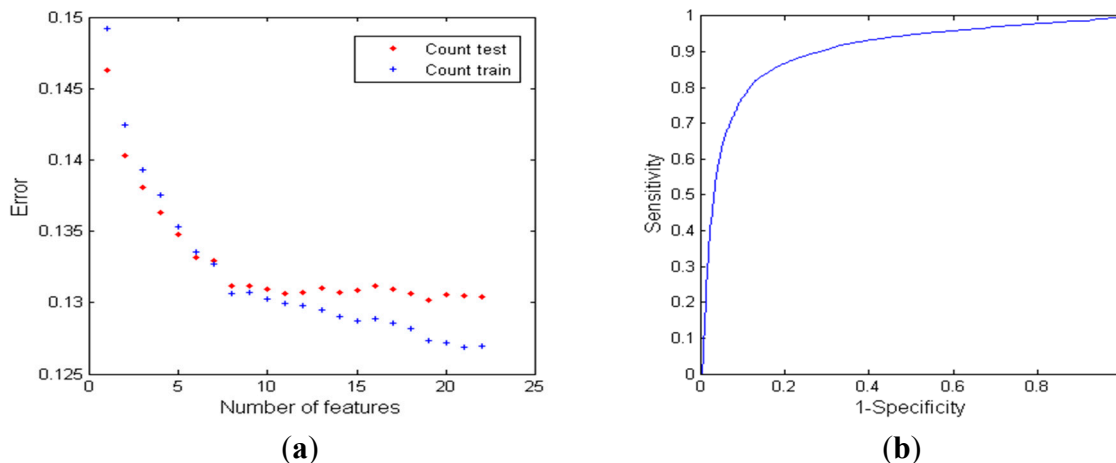 0.15
0.145
0.14
0.135
0.13
0.125
Error
Count test
Count train
0 5 10 15 20 25
Number of features
(a)
1
0.9
0.8
0.7
0.6
0.5
0.4
0.3
0.2
0.1
0
Sensitivity
0 0.2 0.4 0.6 0.8
1-Specificity
(b)